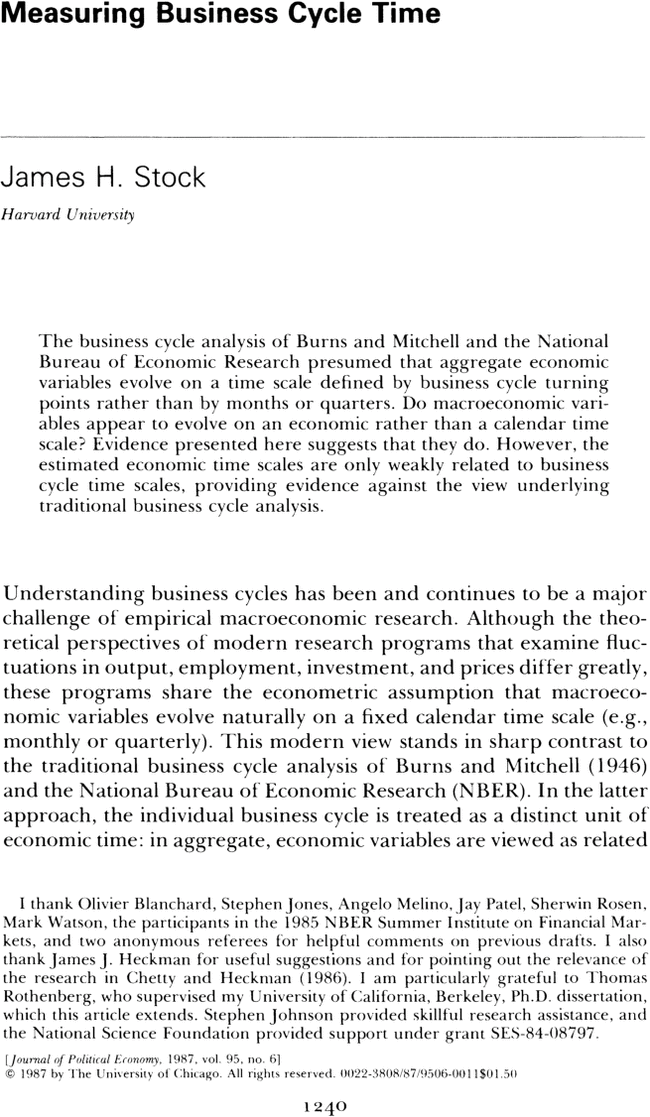 Measuring Business Cycle Time
James H. Stock
Harvard University
The business cycle analysis of Burns and Mitchell and the National
Bureau of Economic Research presumed that aggregate economic
variables evolve on a time scale defined by business cycle turning
points rather than by months or quarters. Do macroeconomic vari-
ables appear to evolve on an economic rather than a calendar time
scale? Evidence presented here suggests that they do. However, the
estimated economic time scales are only weakly related to business
cycle time scales, providing evidence against the view underlying
traditional business cycle analysis.
Understanding business cycles has been and continues to be a major
challenge of empirical macroeconomic research. Although the theo-
retical perspectives of modern research programs that examine fluc-
tuations in output, employment, investment, and prices differ greatly,
these programs share the econometric assumption that macroeco-
nomic variables evolve naturally on a fixed calendar time scale (e.g.,
monthly or quarterly). This modern view stands in sharp contrast to
the traditional business cycle analysis of Burns and Mitchell (1946)
and the National Bureau of Economic Research (NBER). In the latter
approach, the individual business cycle is treated as a distinct unit of
economic time: in aggregate, economic variables are viewed as related
I thank Olivier Blanchard, Stephen Jones, Angelo Melino, Jay Patel, Sherwin Rosen,
Mark Watson, the participants in the 1985 NBER Summer Institute on Financial Mar-
kets, and two anonymous referees for helpful comments on previous drafts. I also
thank James J. Heckman for useful suggestions and for pointing out the relevance of
the research in Chetty and Heckman (1986). I am particularly grateful to Thomas
Rothenberg, who supervised my University of California, Berkeley, Ph.D. dissertation,
which this article extends. Stephen Johnson provided skillful research assistance, and
the National Science Foundation provided support under grant SES-84-08797.
[Journal of Political Economy, 1987, vol. 95, no. 6]
© 1987 by The University of Chicago. All rights reserved. 0022-3808/87/9506-0011$01.50
1240